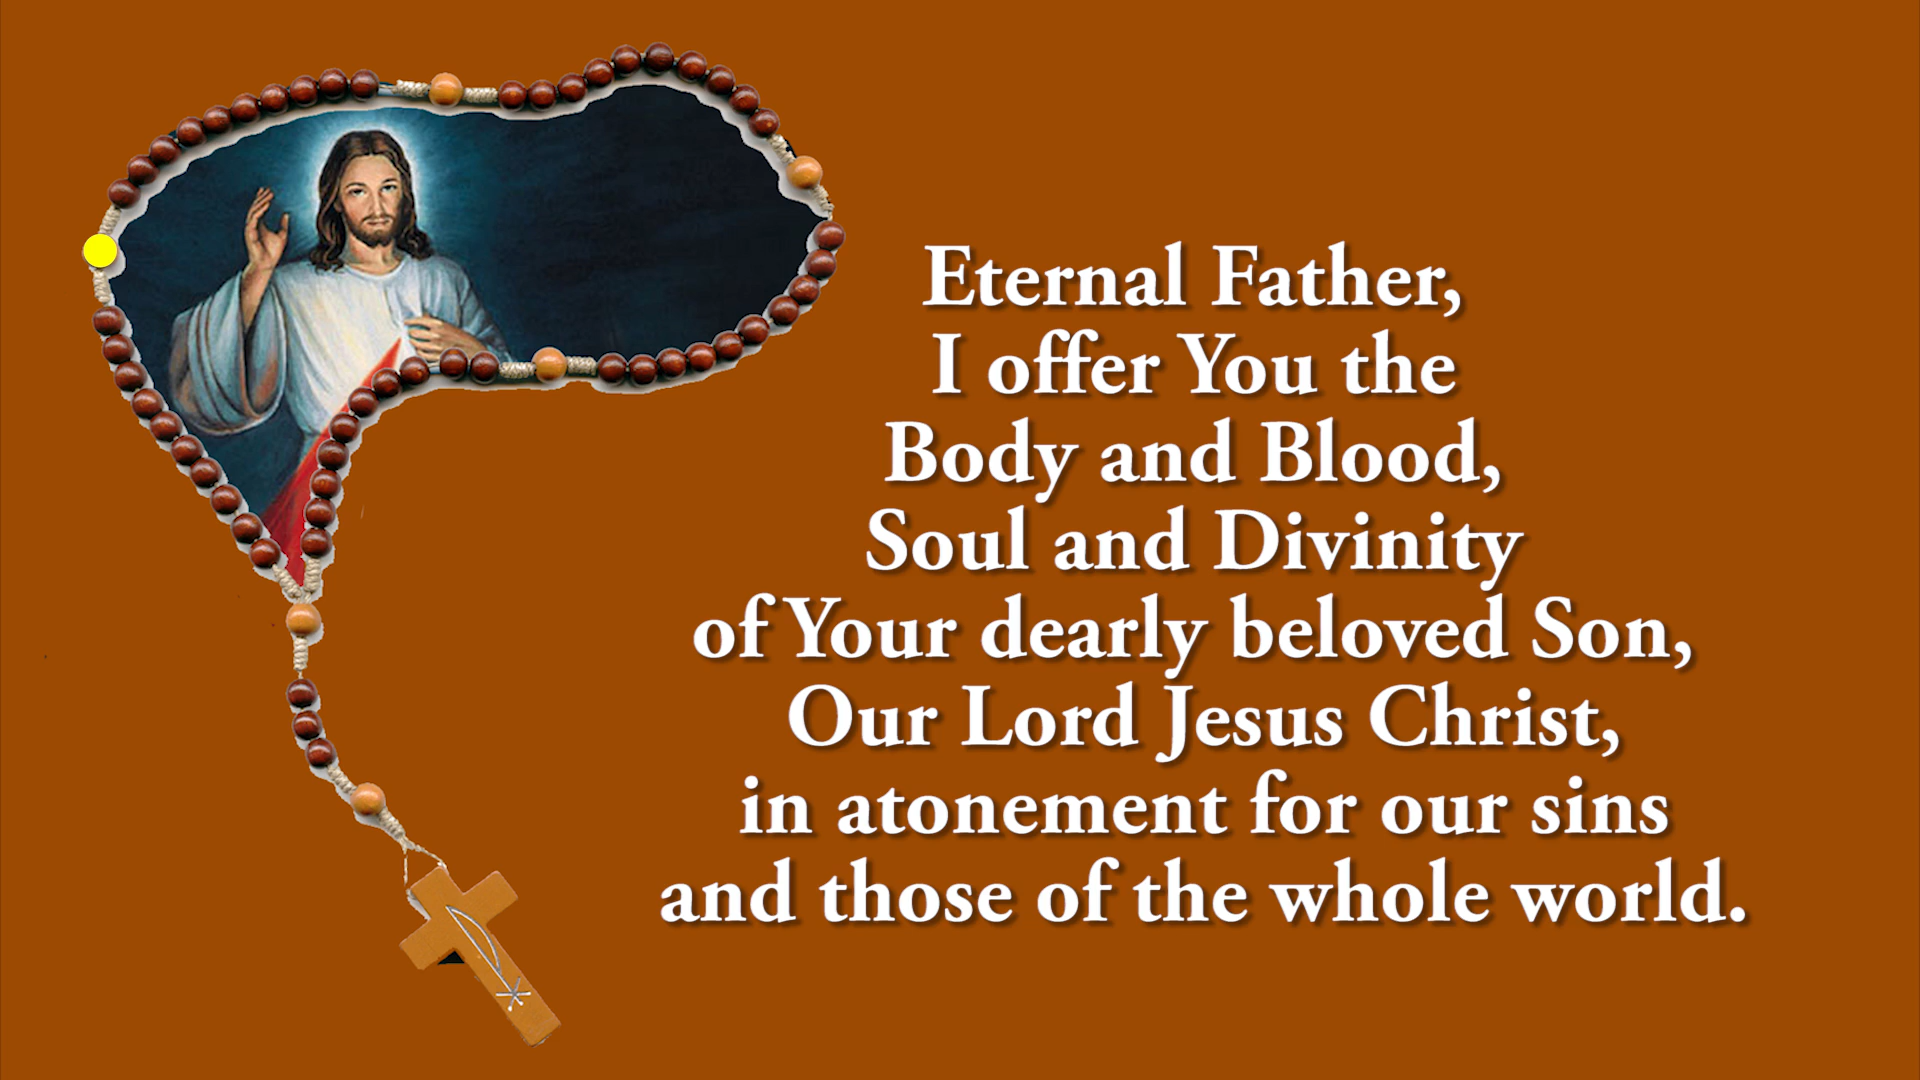 Eternal Father,
I offer You the
Body and Blood,
Soul and Divinity
of Your dearly beloved Son,
Our Lord Jesus Christ,
in atonement for our sins
and those of the whole world.